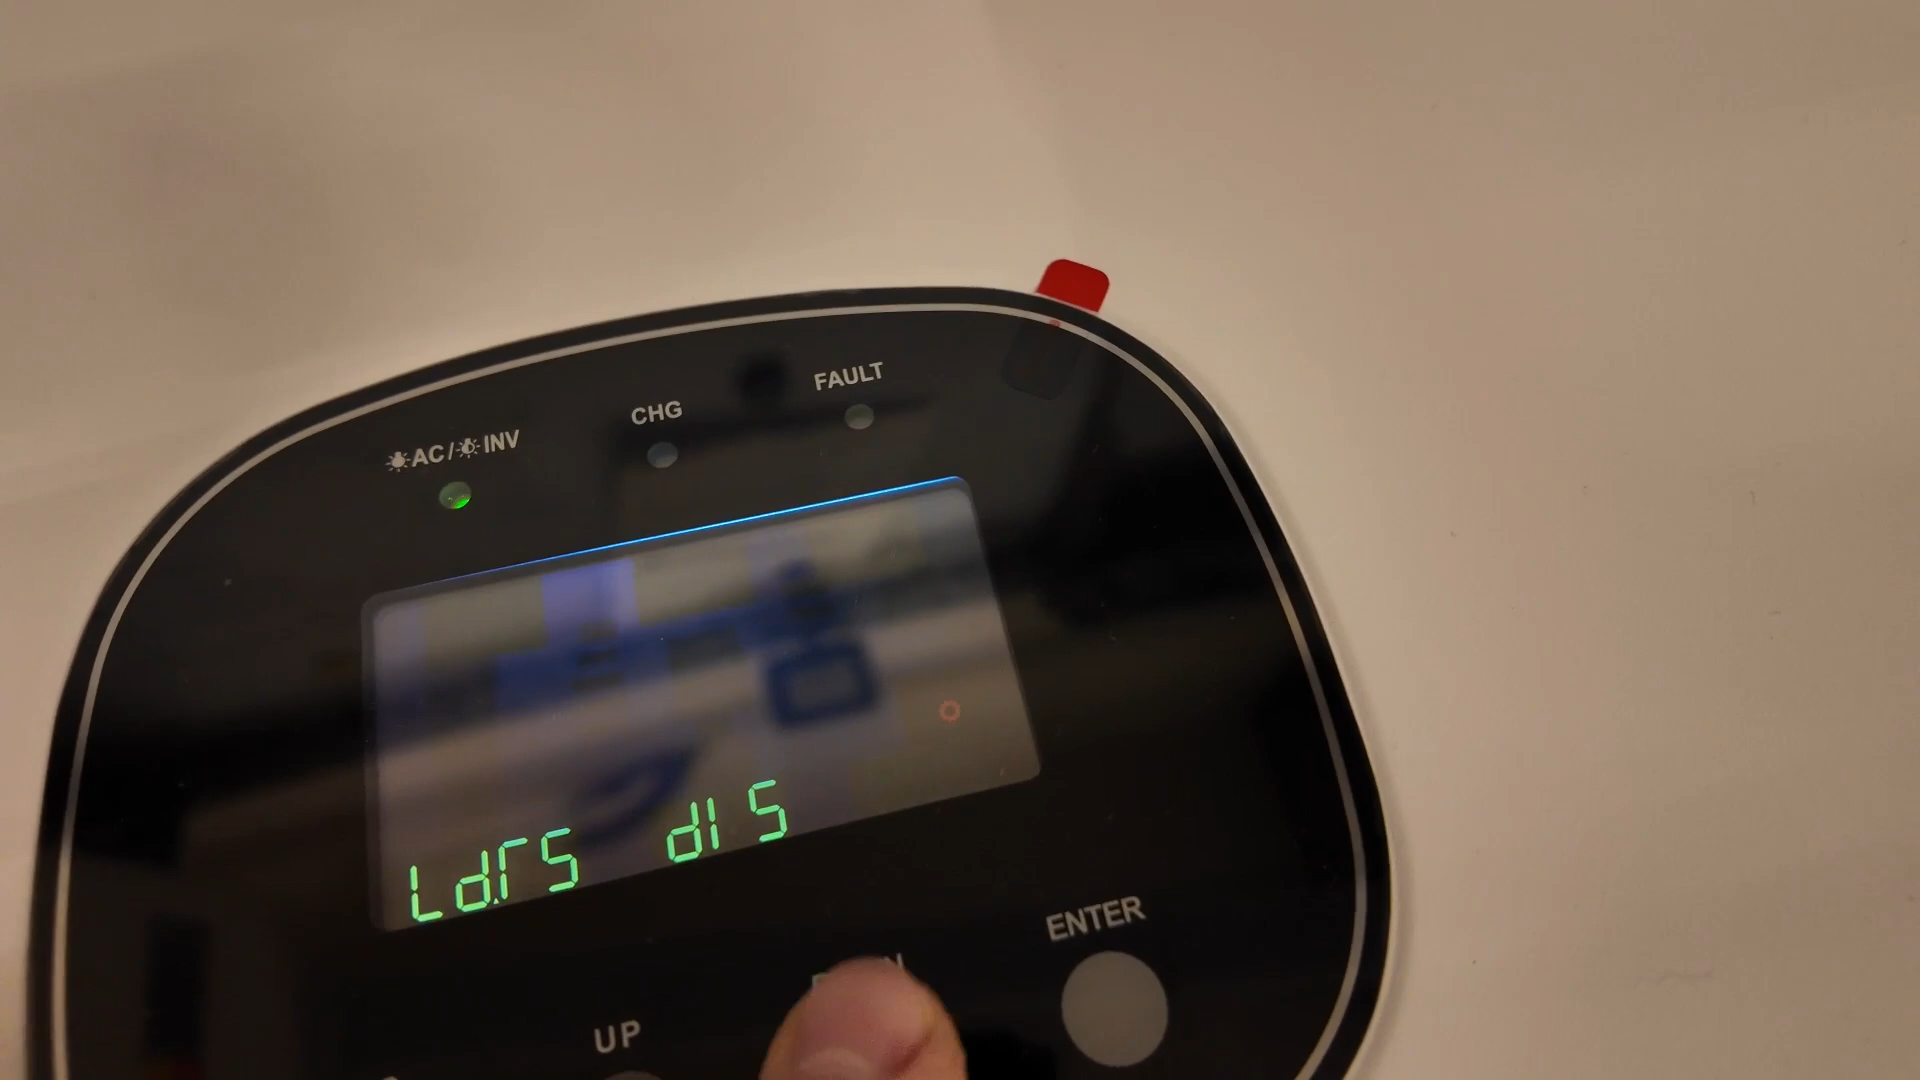 FAULT
CHG
AC/ INV
Ld.rS dIS
ENTER
UP